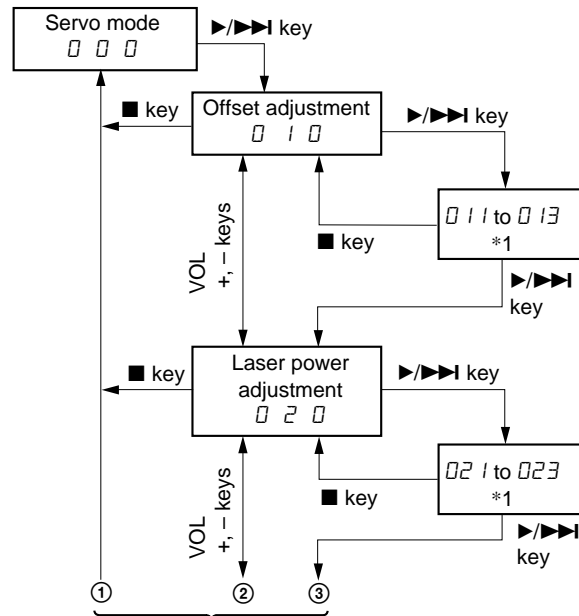 Servo mode
0 0 0
▶/▶▶I key
■ key
Offset adjustment
0 1 0
▶/▶▶I key
VOL
+, – keys
■ key
011 to 013
*1
▶/▶▶I
key
■ key
Laser power
adjustment
0 2 0
▶/▶▶I key
VOL
+, – keys
■ key
021 to 023
*1
▶/▶▶I
key
① ② ③